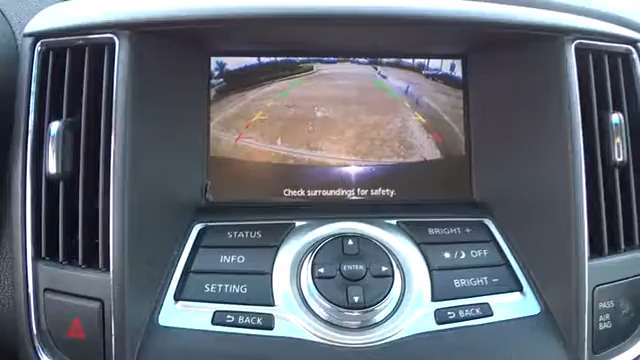 Check surroundings for safety.
STATUS
INFO
SETTING
BACK
ENTER
BRIGHT +
OFF
BRIGHT −
BACK
PASS
AIR
BAG